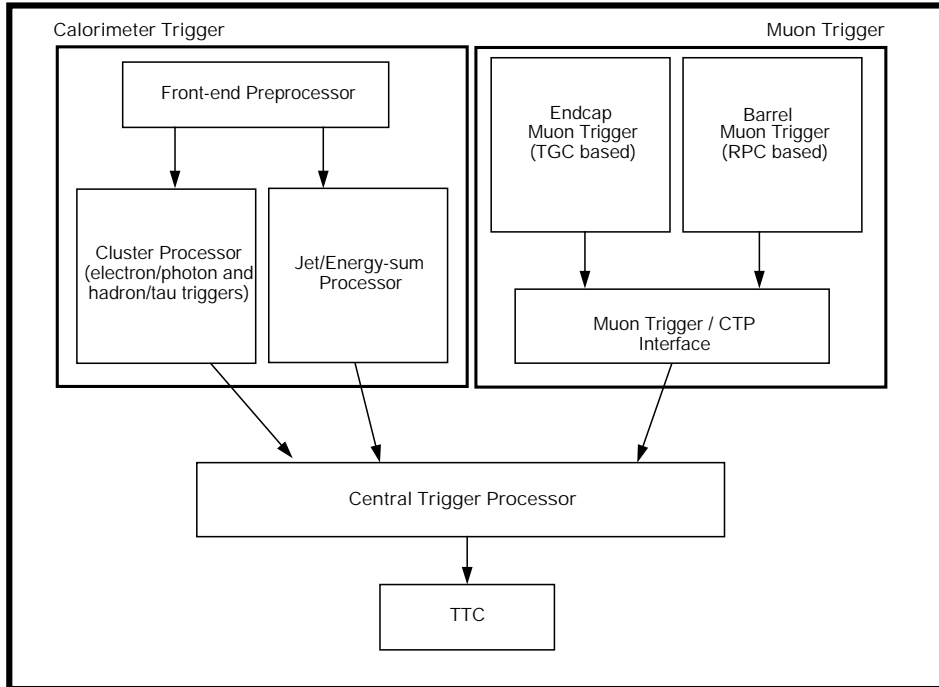 Calorimeter Trigger
Muon Trigger
Front-end Preprocessor
Cluster Processor
(electron/photon and
hadron/tau triggers)
Jet/Energy-sum
Processor
Endcap
Muon Trigger
(TGC based)
Barrel
Muon Trigger
(RPC based)
Muon Trigger / CTP
Interface
Central Trigger Processor
TTC